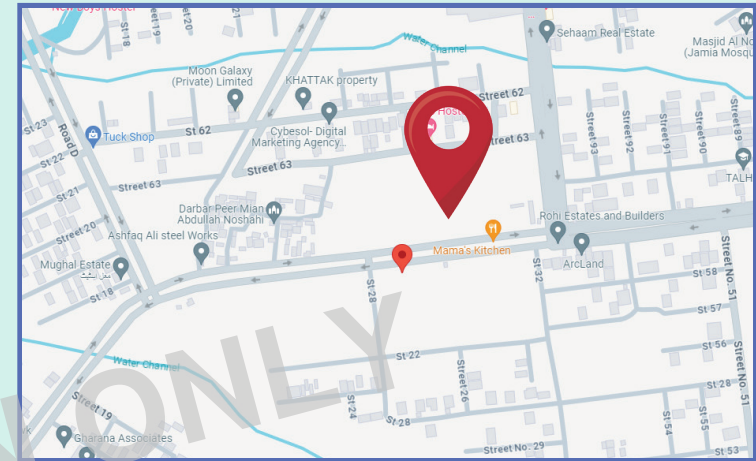 New Boys Hostel
St 18
Street 19
St 20
St 21
Sehaam Real Estate
Water Channel
Masjid Al No
(Jamia Mosqu
Moon Galaxy
(Private) Limited
KHATTAK property
Street 62
Host
St 23
Road D
Tuck Shop
St 62
Cybesol- Digital
Marketing Agency...
Street 63
Street 93
Street 92
Street 91
Street 89
St-22
Street 63
Street 63
TALH
St-21
Darbar Peer Mian
Abdullah Noshahi
Street 20
Ashfaq Ali steel Works
Rohi Estates and Builders
Mama's Kitchen
Mughal Estate
ArcLand
St 18
St 28
St 32
St 58
Street No. 51
St 57
St 22
St 56
Water Channel
Street 26
St 28
Street No. 51
Street 19
St 24
St 28
St 54
St 55
Gharana Associates
Street No. 29
St 53
ONLY